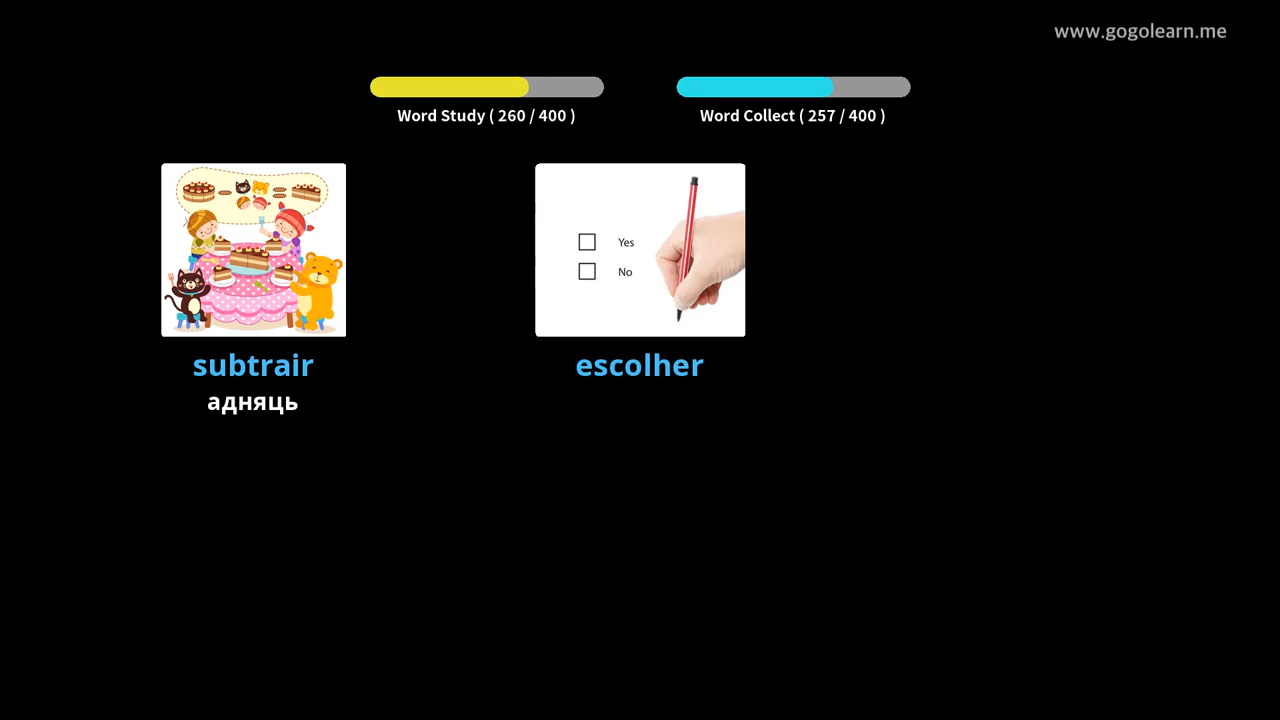 www.gogolearn.me
Word Study ( 260 / 400 )
Word Collect ( 257 / 400 )
Yes
No
subtrair
escolher
адняць